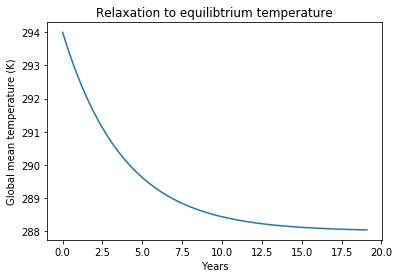 Relaxation to equilibtrium temperature
Global mean temperature (K)
294
293
292
291
290
289
288
0.0 2.5 5.0 7.5 10.0 12.5 15.0 17.5 20.0
Years